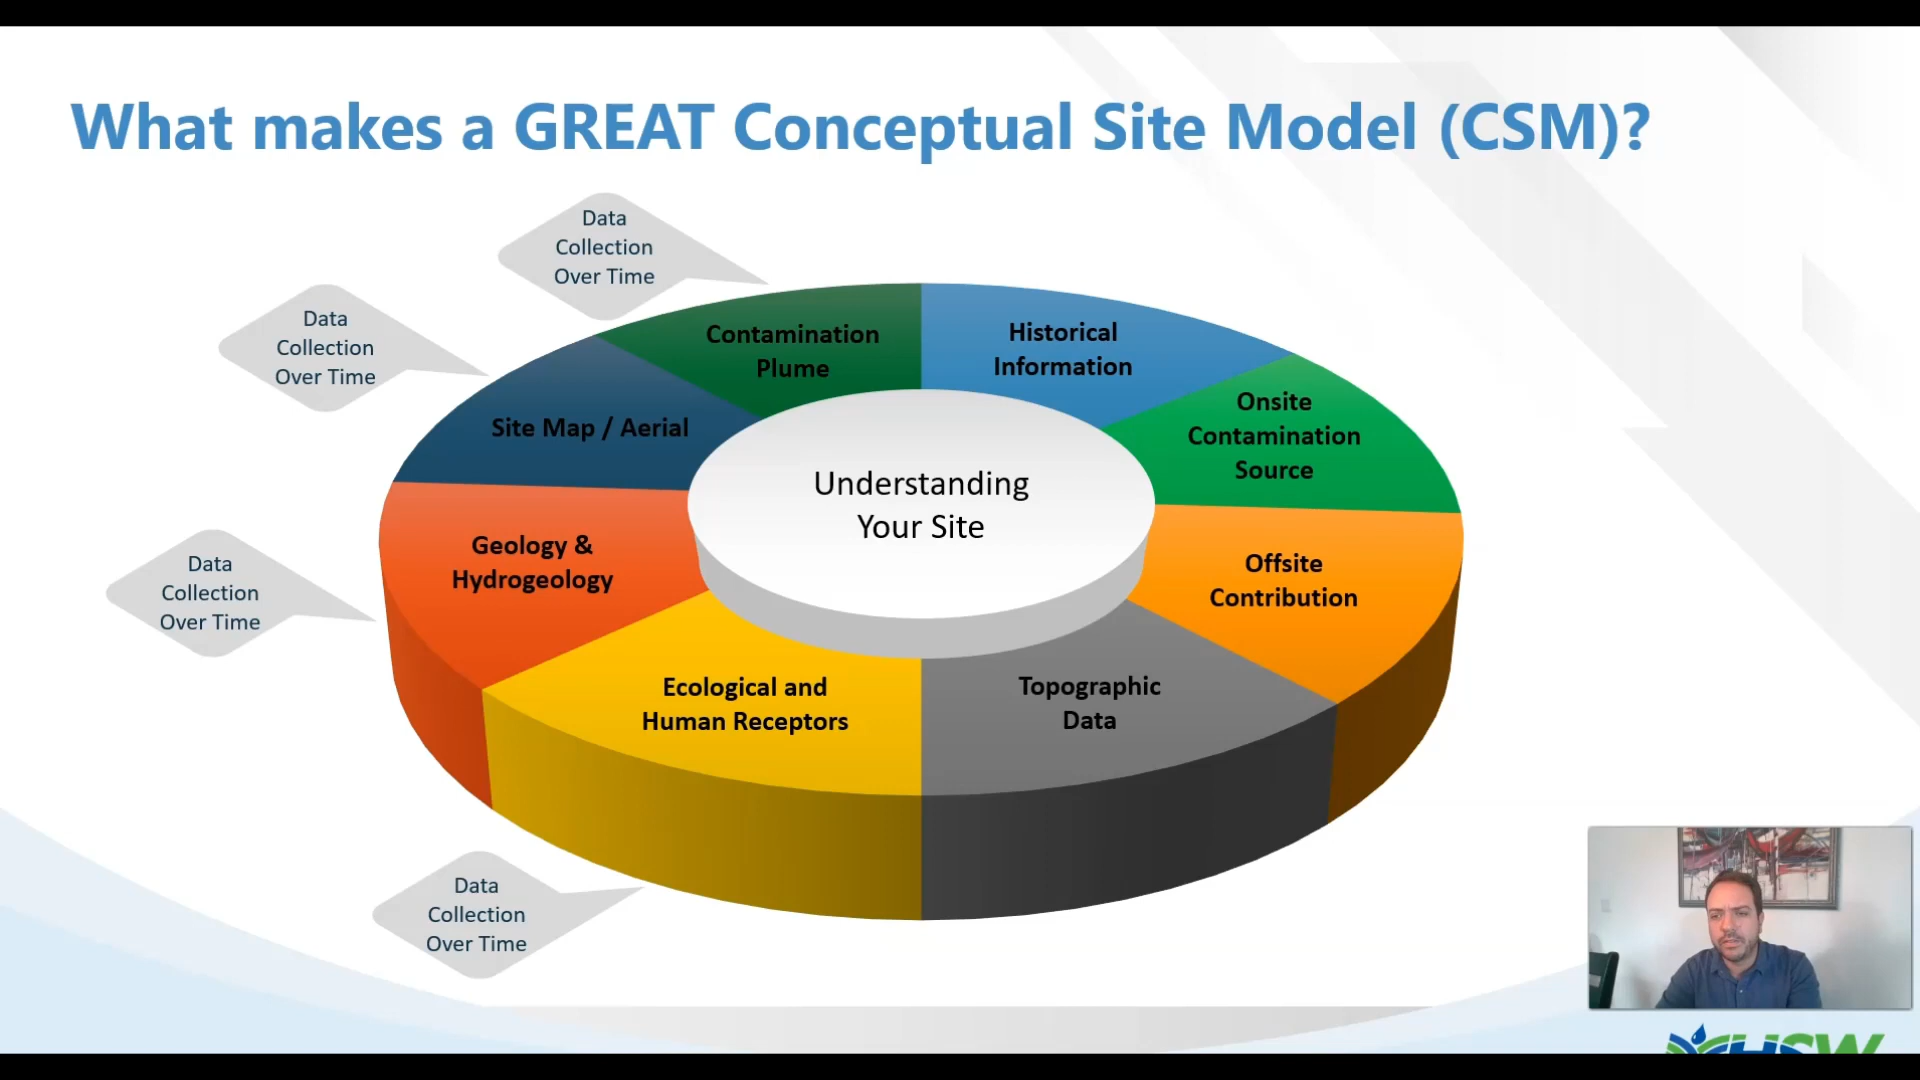 What makes a GREAT Conceptual Site Model (CSM)?
Data
Collection
Over Time
Data
Collection
Over Time
Contamination
Plume
Historical
Information
Onsite
Contamination
Source
Site Map / Aerial
Understanding
Your Site
Geology &
Hydrogeology
Offsite
Contribution
Data
Collection
Over Time
Ecological and
Human Receptors
Topographic
Data
Data
Collection
Over Time
HSW